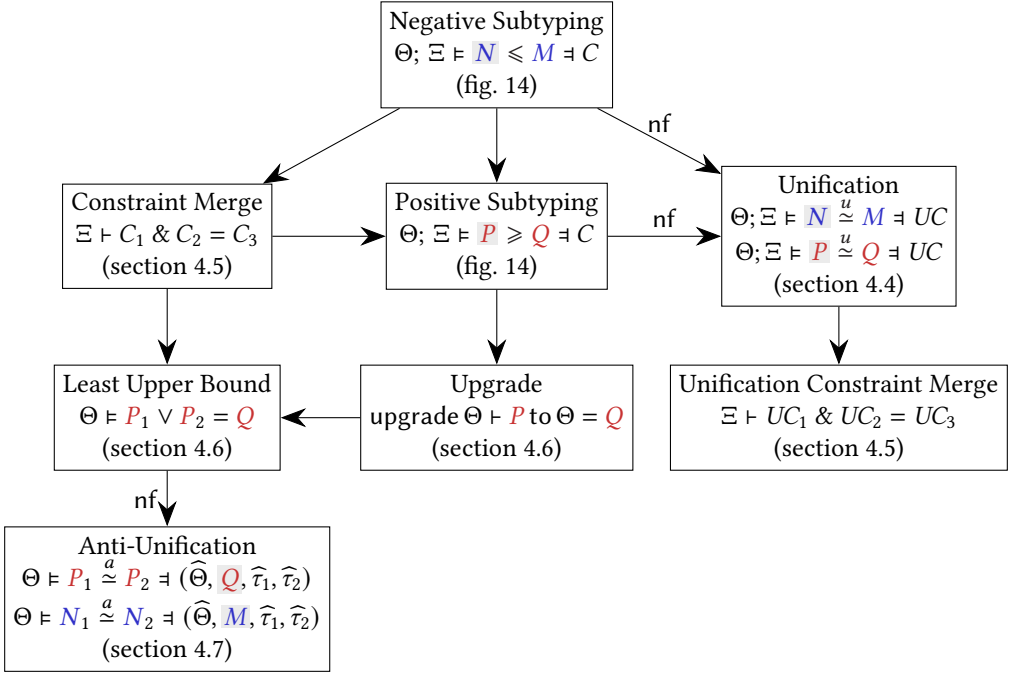 Negative Subtyping
Θ; Ξ ⊨ N ⩽ M ⫤ C
(fig. 14)
nf
Constraint Merge
Ξ ⊢ C₁ & C₂ = C₃
(section 4.5)
Positive Subtyping
Θ; Ξ ⊨ P ⩾ Q ⫤ C
(fig. 14)
nf
Unification
Θ; Ξ ⊨ N ≃ᵘ M ⫤ UC
Θ; Ξ ⊨ P ≃ᵘ Q ⫤ UC
(section 4.4)
Least Upper Bound
Θ ⊨ P₁ ∨ P₂ = Q
(section 4.6)
Upgrade
upgrade Θ ⊢ P to Θ = Q
(section 4.6)
Unification Constraint Merge
Ξ ⊢ UC₁ & UC₂ = UC₃
(section 4.5)
nf
Anti-Unification
Θ ⊨ P₁ ≃ᵃ P₂ ⫤ (Θ̂, Q, τ̂₁, τ̂₂)
Θ ⊨ N₁ ≃ᵃ N₂ ⫤ (Θ̂, M, τ̂₁, τ̂₂)
(section 4.7)